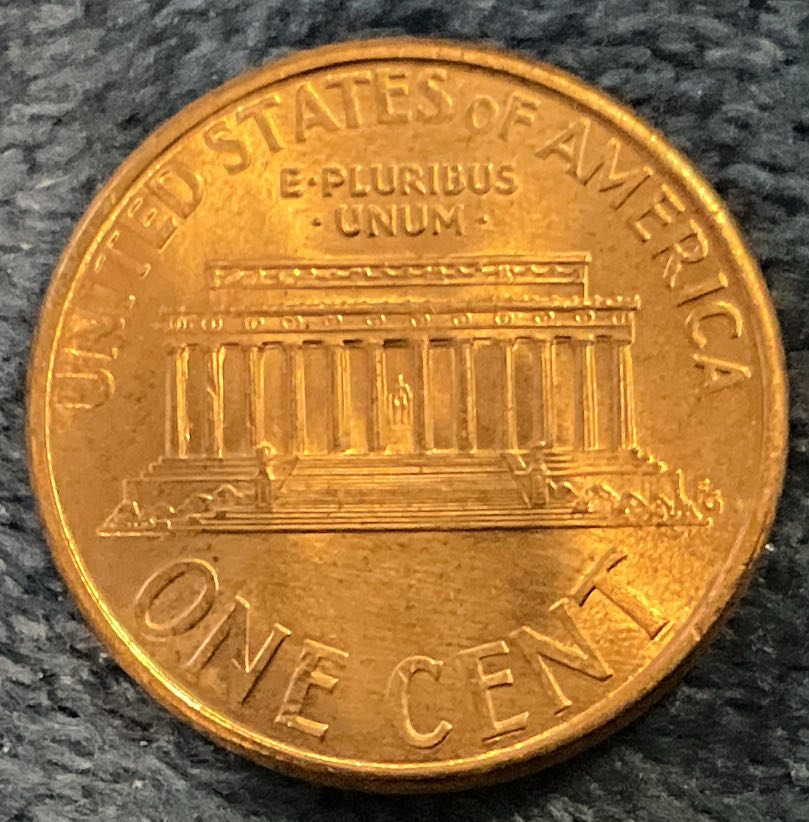 UNITED STATES OF AMERICA
E·PLURIBUS
·UNUM·
ONE CENT